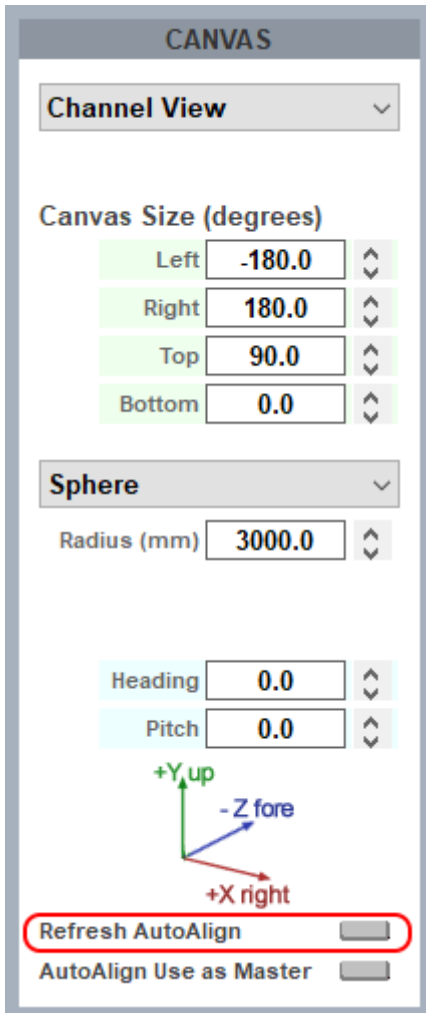 CANVAS
Channel View
Canvas Size (degrees)
Left -180.0
Right 180.0
Top 90.0
Bottom 0.0
Sphere
Radius (mm) 3000.0
Heading 0.0
Pitch 0.0
+Y up
- Z fore
+X right
Refresh AutoAlign
AutoAlign Use as Master